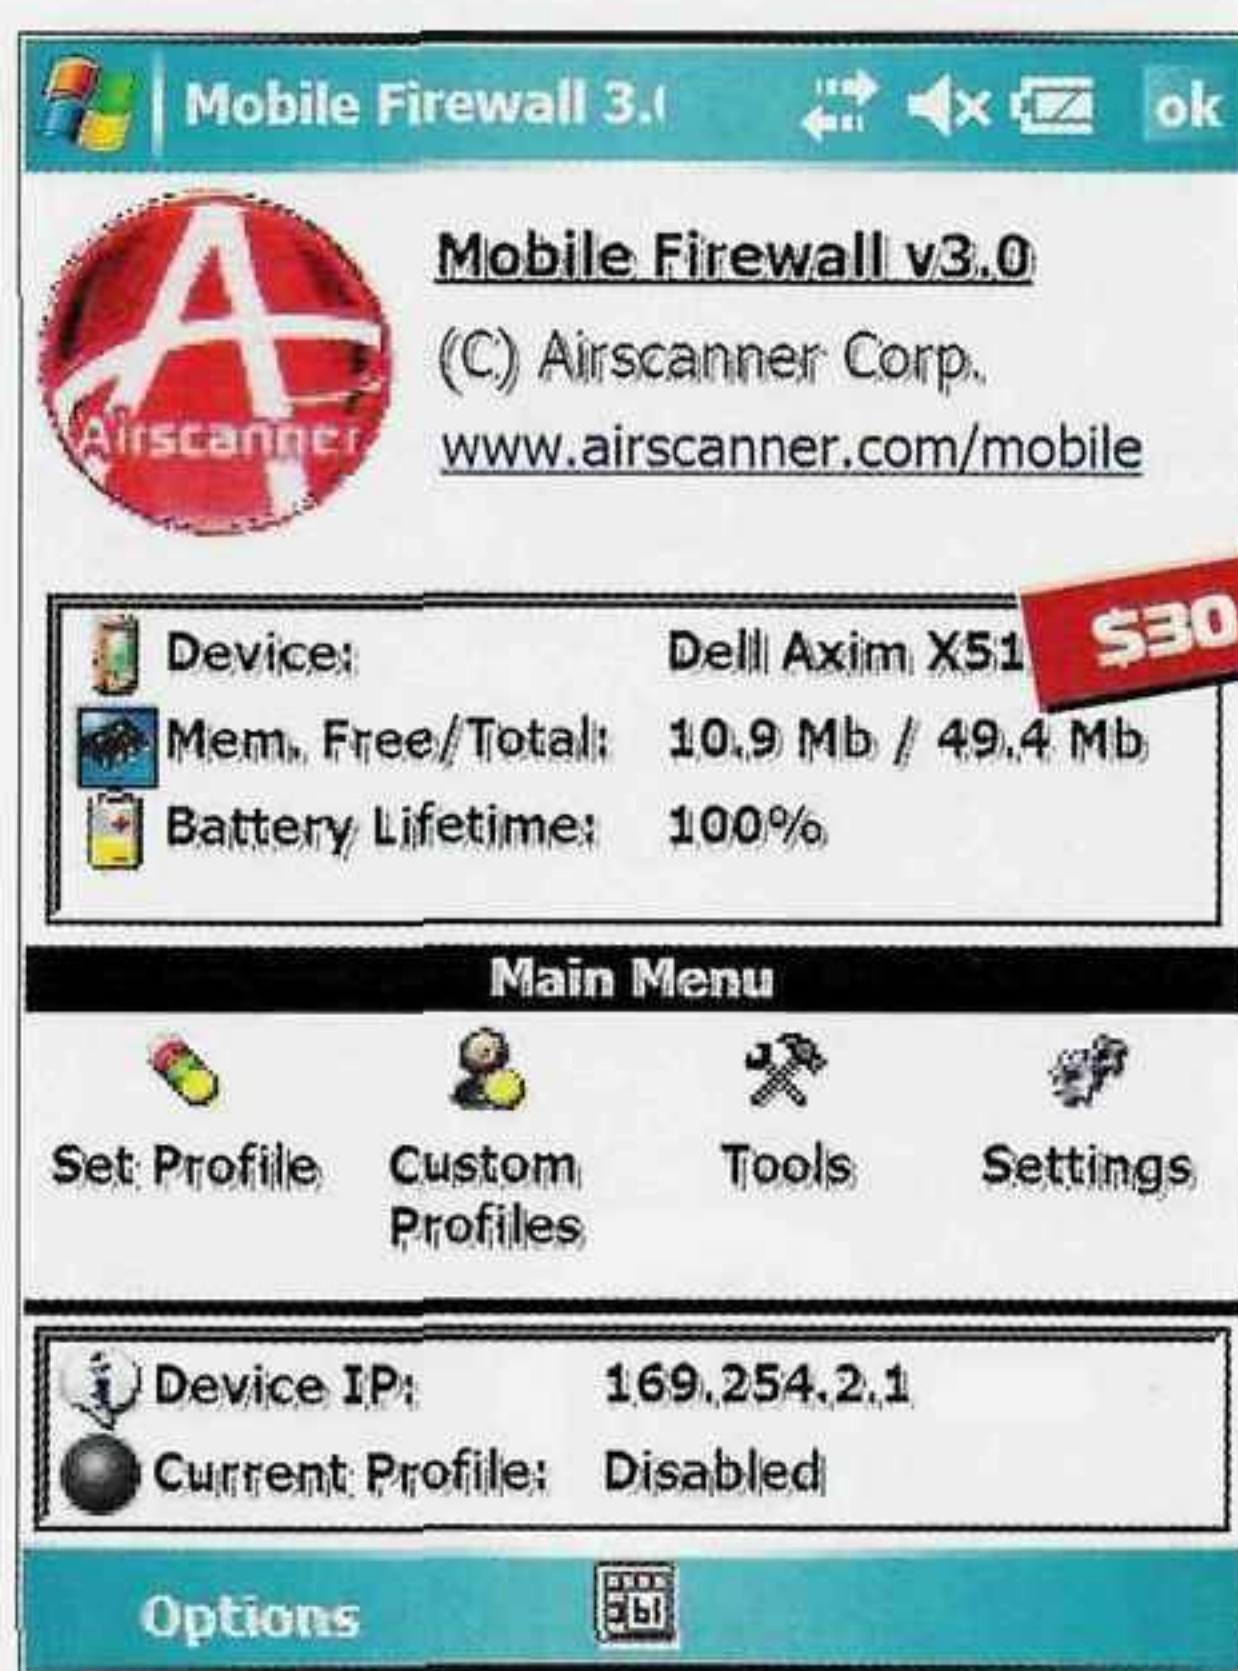 Mobile Firewall 3.
ok
Mobile Firewall v3.0
(C) Airscanner Corp.
www.airscanner.com/mobile
Airscanner
$30
Device: Dell Axim X51
Mem. Free/Total: 10.9 Mb / 49.4 Mb
Battery Lifetime: 100%
Main Menu
Set Profile
Custom
Profiles
Tools
Settings
Device IP: 169.254.2.1
Current Profile: Disabled
Options